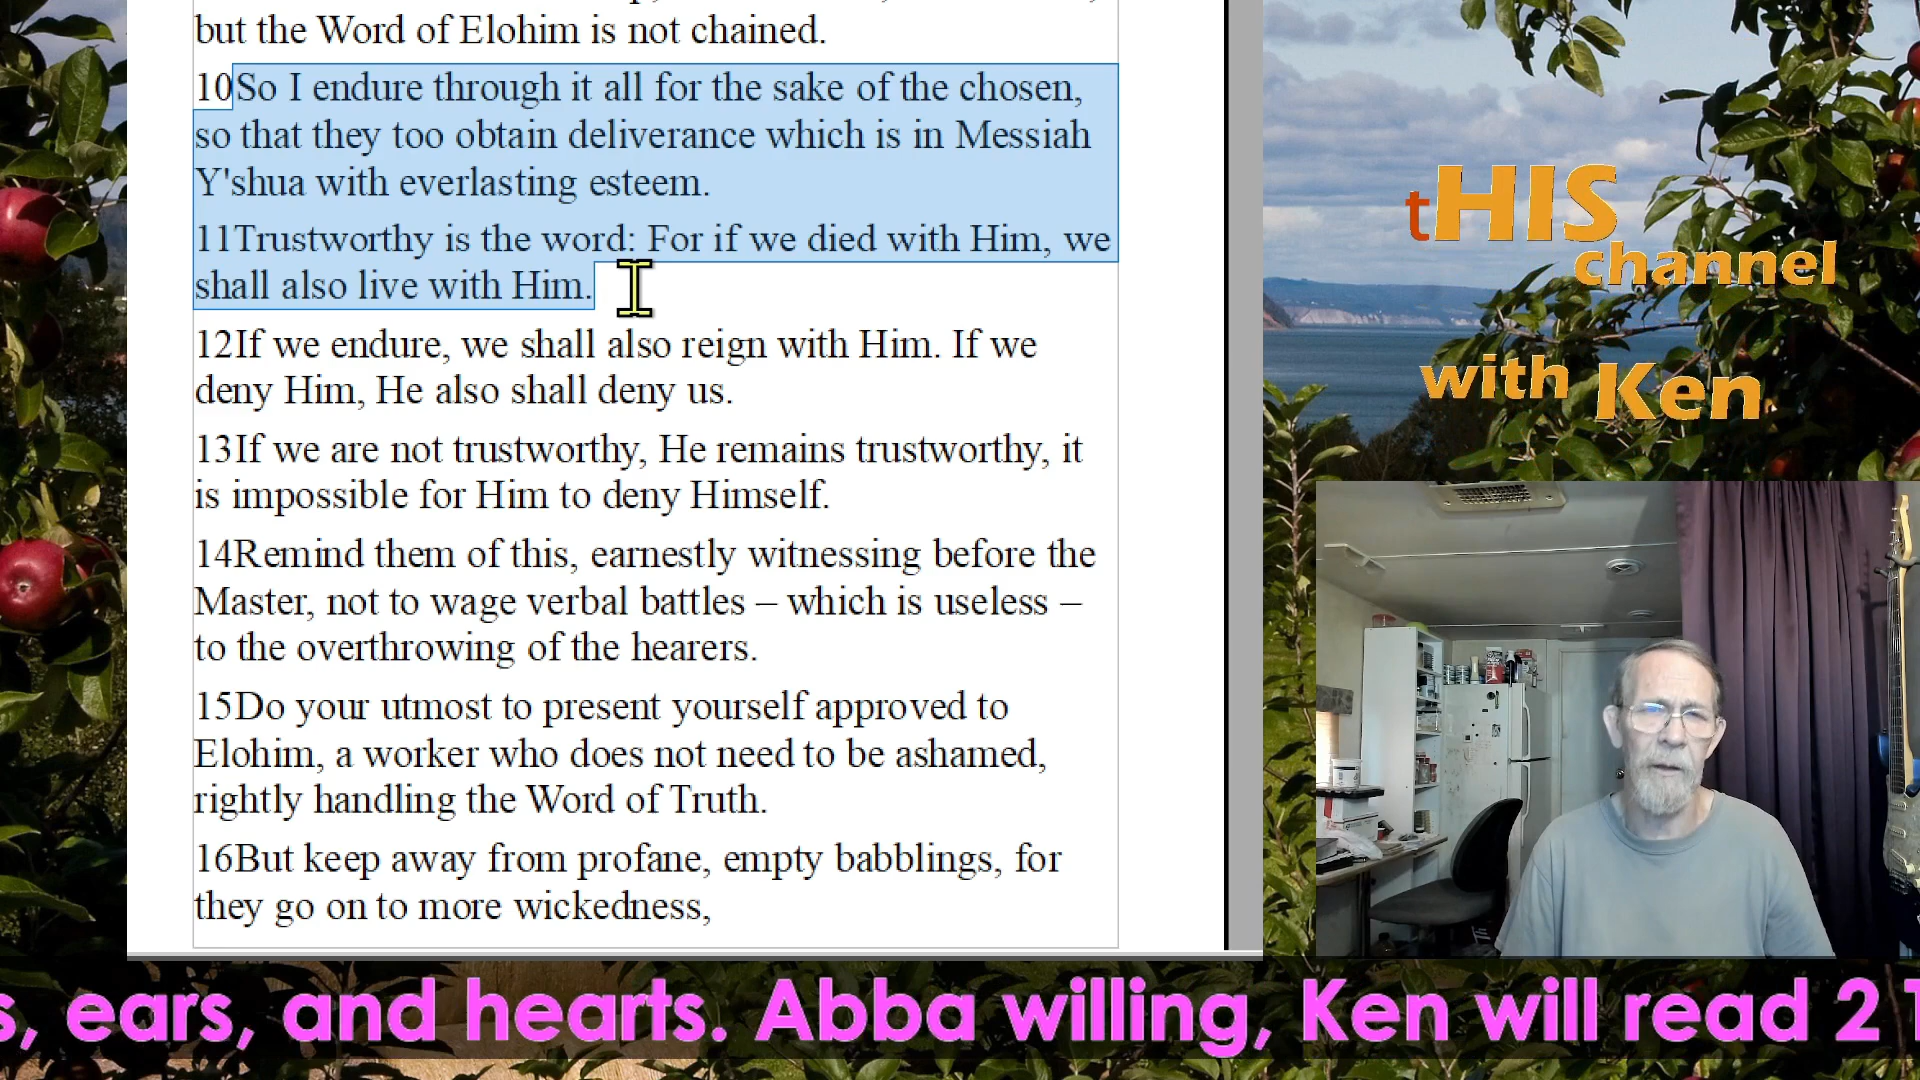 but the Word of Elohim is not chained.
10So I endure through it all for the sake of the chosen,
so that they too obtain deliverance which is in Messiah
Y'shua with everlasting esteem.
11Trustworthy is the word: For if we died with Him, we
shall also live with Him.
12If we endure, we shall also reign with Him. If we
deny Him, He also shall deny us.
13If we are not trustworthy, He remains trustworthy, it
is impossible for Him to deny Himself.
14Remind them of this, earnestly witnessing before the
Master, not to wage verbal battles – which is useless –
to the overthrowing of the hearers.
15Do your utmost to present yourself approved to
Elohim, a worker who does not need to be ashamed,
rightly handling the Word of Truth.
16But keep away from profane, empty babblings, for
they go on to more wickedness,
tHIS
channel
with Ken
s, ears, and hearts. Abba willing, Ken will read 2